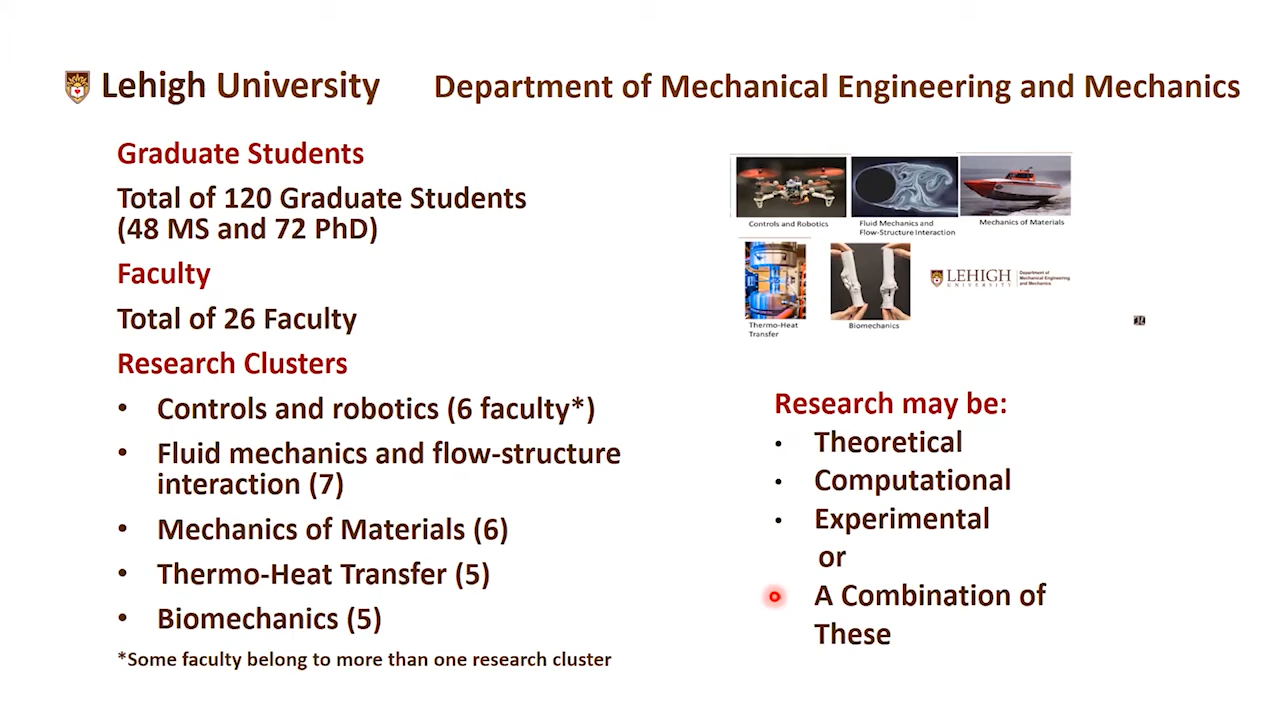 Lehigh University
Department of Mechanical Engineering and Mechanics
Graduate Students
Total of 120 Graduate Students
(48 MS and 72 PhD)
Faculty
Total of 26 Faculty
Research Clusters
• Controls and robotics (6 faculty*)
• Fluid mechanics and flow-structure
interaction (7)
• Mechanics of Materials (6)
• Thermo-Heat Transfer (5)
• Biomechanics (5)
*Some faculty belong to more than one research cluster
Controls and Robotics
Fluid Mechanics and
Flow-Structure Interaction
Mechanics of Materials
Thermo-Heat
Transfer
Biomechanics
LEHIGH
UNIVERSITY
Department of
Mechanical Engineering
and Mechanics
Research may be:
• Theoretical
• Computational
• Experimental
or
A Combination of
These